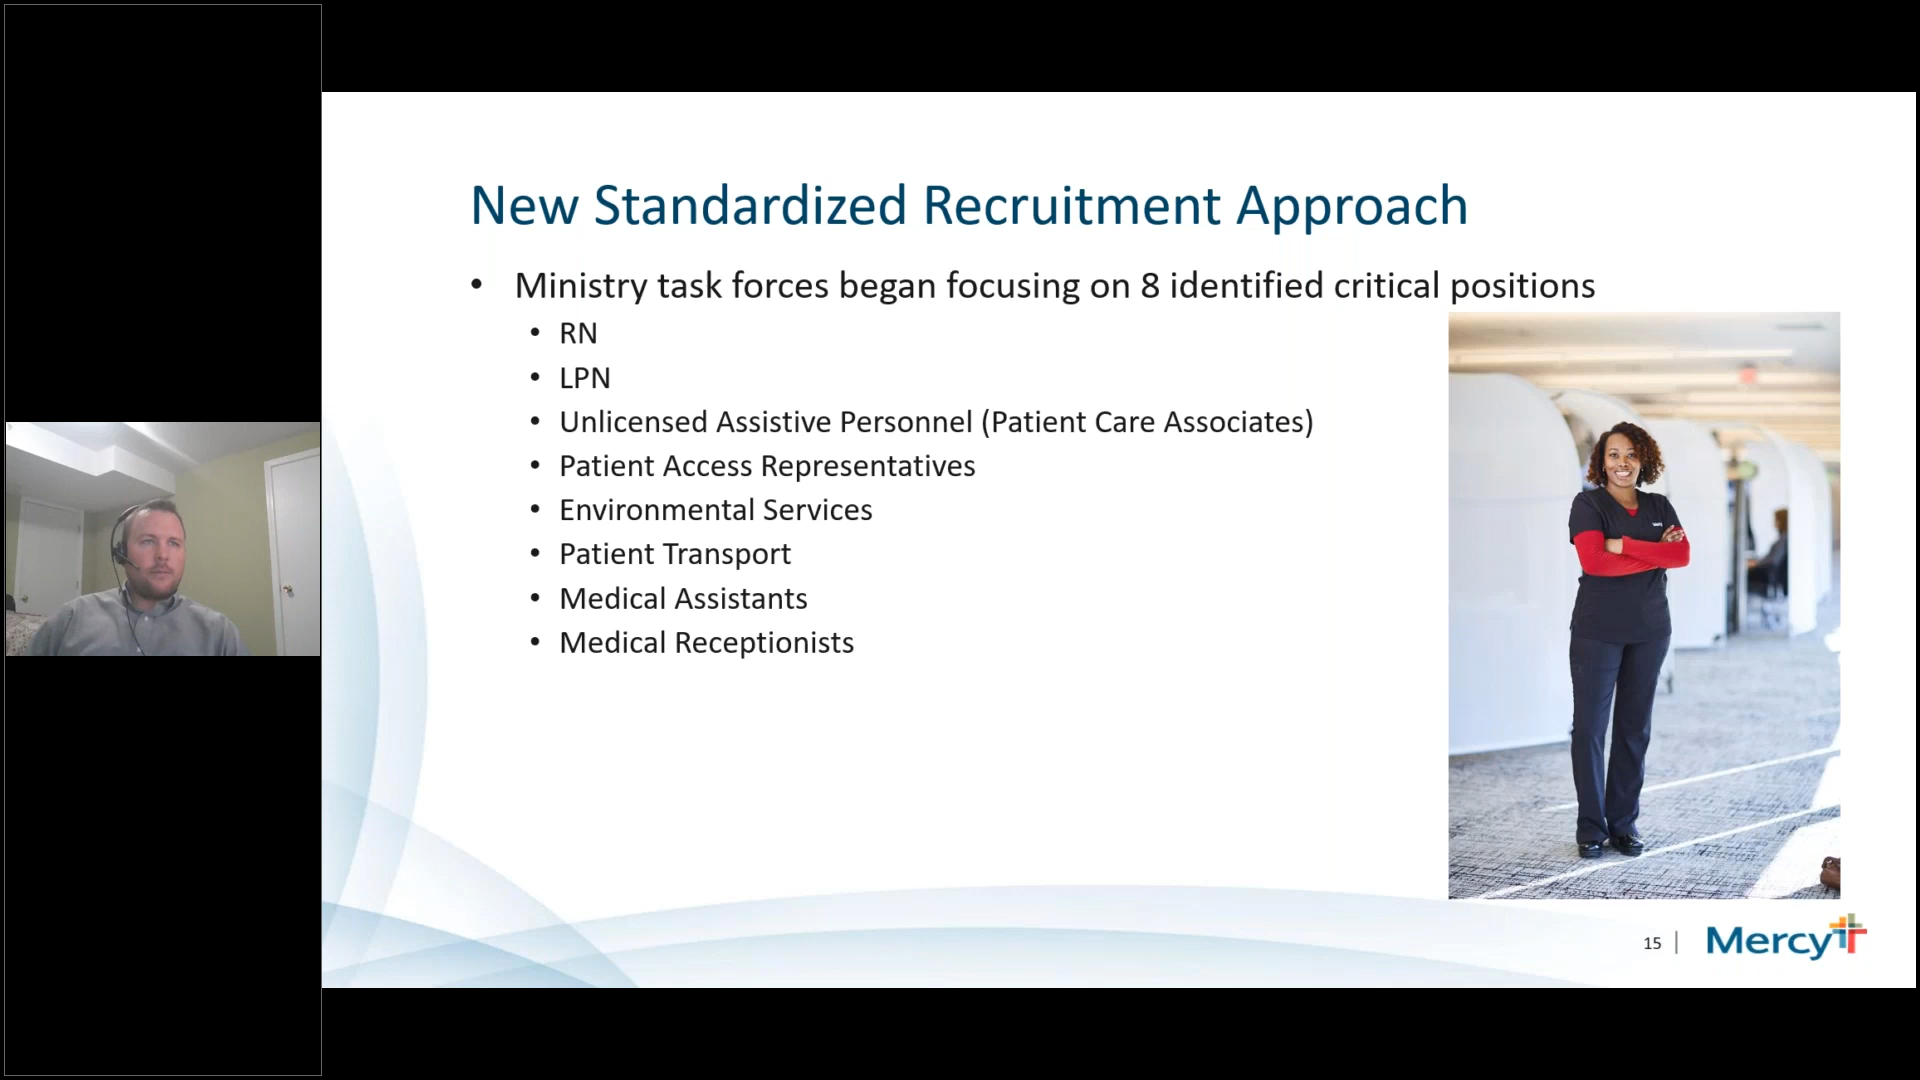 New Standardized Recruitment Approach
• Ministry task forces began focusing on 8 identified critical positions
• RN
• LPN
• Unlicensed Assistive Personnel (Patient Care Associates)
• Patient Access Representatives
• Environmental Services
• Patient Transport
• Medical Assistants
• Medical Receptionists
15 |
Mercy